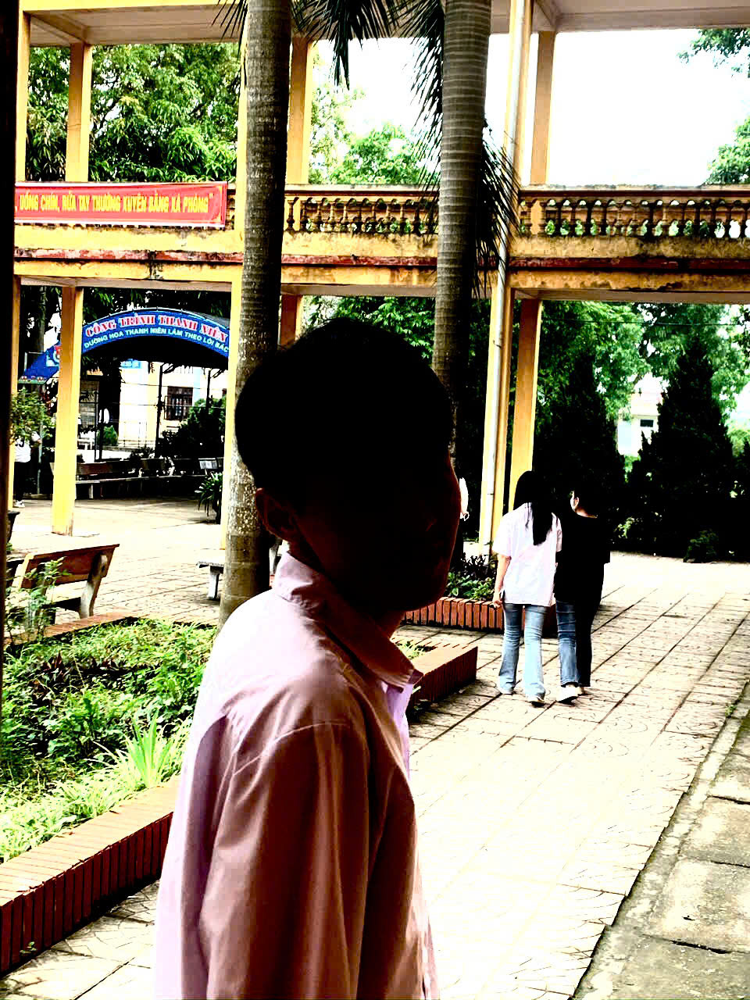 , UỐNG CHÍN, RỬA TAY THƯỜNG XUYÊN BẰNG XÀ PHÒNG"
CÔNG TRÌNH THANH NIÊN
ĐƯỜNG HOA THANH NIÊN LÀM THEO LỜI BÁC